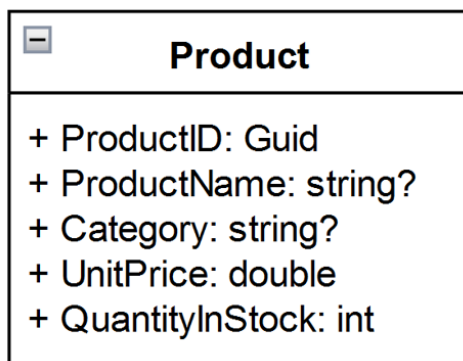 Product
+ ProductID: Guid
+ ProductName: string?
+ Category: string?
+ UnitPrice: double
+ QuantityInStock: int